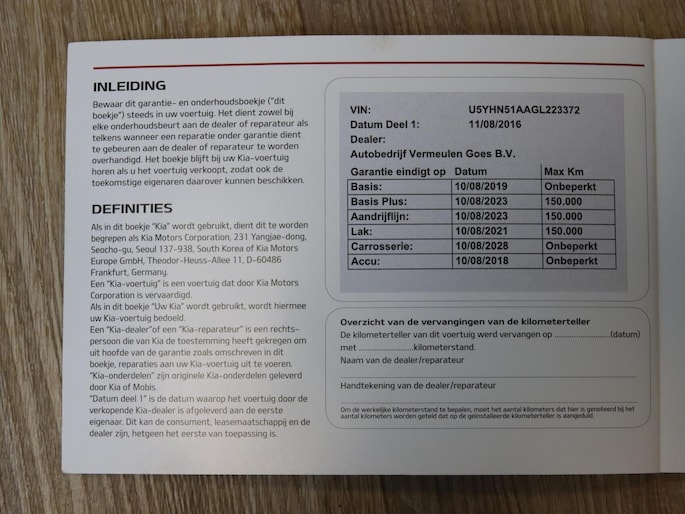 INLEIDING
Bewaar dit garantie- en onderhoudsboekje ("dit
boekje") steeds in uw voertuig. Het dient zowel bij
elke onderhoudsbeurt aan de dealer of reparateur als
telkens wanneer een reparatie onder garantie dient
te gebeuren aan de dealer of reparateur te worden
overhandigd. Het boekje blijft bij uw Kia-voertuig
horen als u het voertuig verkoopt, zodat ook de
toekomstige eigenaren daarover kunnen beschikken.
DEFINITIES
Als in dit boekje "Kia" wordt gebruikt, dient dit te worden
begrepen als Kia Motors Corporation, 231 Yangjae-dong,
Seocho-gu, Seoul 137-938, South Korea of Kia Motors
Europe GmbH, Theodor-Heuss-Allee 11, D-60486
Frankfurt, Germany.
Een "Kia-voertuig" is een voertuig dat door Kia Motors
Corporation is vervaardigd.
Als in dit boekje "Uw Kia" wordt gebruikt, wordt hiermee
uw Kia-voertuig bedoeld.
Een "Kia-dealer"of een "Kia-reparateur" is een rechts-
persoon die van Kia de toestemming heeft gekregen om
uit hoofde van de garantie zoals omschreven in dit
boekje, reparaties aan uw Kia-voertuig uit te voeren.
"Kia-onderdelen" zijn originele Kia-onderdelen geleverd
door Kia of Mobis.
"Datum deel 1" is de datum waarop het voertuig door de
verkopende Kia-dealer is afgeleverd aan de eerste
eigenaar. Dit kan de consument, leasemaatschappij en de
dealer zijn, hetgeen het eerste van toepassing is.
VIN: U5YHN51AAGL223372
Datum Deel 1: 11/08/2016
Dealer:
Autobedrijf Vermeulen Goes B.V.
Garantie eindigt op Datum Max Km
Basis: 10/08/2019 Onbeperkt
Basis Plus: 10/08/2023 150.000
Aandrijflijn: 10/08/2023 150.000
Lak: 10/08/2021 150.000
Carrosserie: 10/08/2028 Onbeperkt
Accu: 10/08/2018 Onbeperkt
Overzicht van de vervangingen van de kilometerteller
De kilometerteller van dit voertuig werd vervangen op ..........................(datum)
met .........................kilometerstand.
Naam van de dealer/reparateur
Handtekening van de dealer/reparateur
Om de werkelijke kilometerstand te bepalen, moet het aantal kilometers dat hier is genoteerd bij het
aantal kilometers worden geteld dat op de geïnstalleerde kilometerteller is aangeduid.